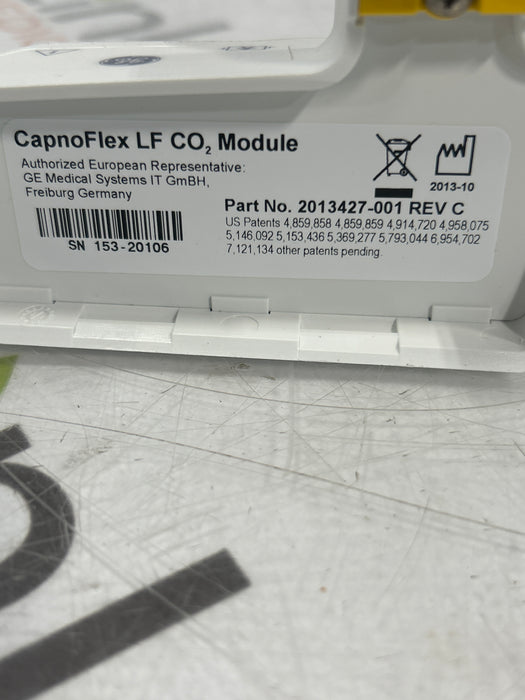 CapnoFlex LF CO₂ Module
Authorized European Representative:
GE Medical Systems IT GmBH,
Freiburg Germany
SN 153-20106
2013-10
Part No. 2013427-001 REV C
US Patents 4,859,858 4,859,859 4,914,720 4,958,075
5,146,092 5,153,436 5,369,277 5,793,044 6,954,702
7,121,134 other patents pending.